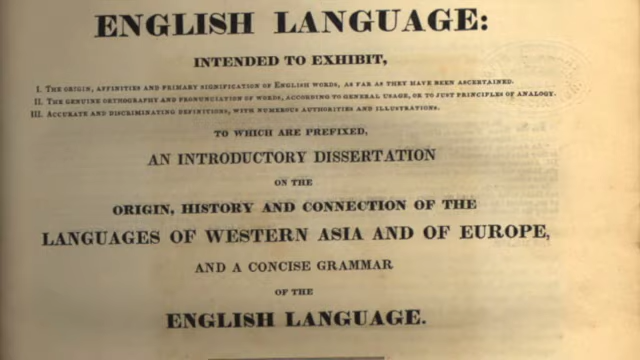 ENGLISH LANGUAGE:
INTENDED TO EXHIBIT,
I. THE ORIGIN, AFFINITIES AND PRIMARY SIGNIFICATION OF ENGLISH WORDS, AS FAR AS THEY HAVE BEEN ASCERTAINED.
II. THE GENUINE ORTHOGRAPHY AND PRONUNCIATION OF WORDS, ACCORDING TO GENERAL USAGE, OR TO JUST PRINCIPLES OF ANALOGY.
III. ACCURATE AND DISCRIMINATING DEFINITIONS, WITH NUMEROUS AUTHORITIES AND ILLUSTRATIONS.
TO WHICH ARE PREFIXED,
AN INTRODUCTORY DISSERTATION
ON THE
ORIGIN, HISTORY AND CONNECTION OF THE
LANGUAGES OF WESTERN ASIA AND OF EUROPE,
AND A CONCISE GRAMMAR
OF THE
ENGLISH LANGUAGE.